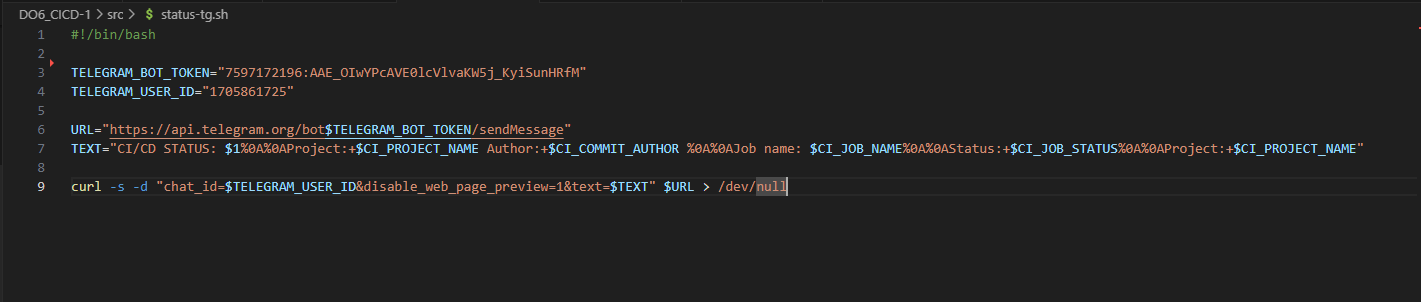 DO6_CICD-1 > src > $ status-tg.sh
1 #!/bin/bash
2
3 TELEGRAM_BOT_TOKEN="7597172196:AAE_OIwYPcAVE0lcVlvaKW5j_KyiSunHRfM"
4 TELEGRAM_USER_ID="1705861725"
5
6 URL="https://api.telegram.org/bot$TELEGRAM_BOT_TOKEN/sendMessage"
7 TEXT="CI/CD STATUS: $1%0A%0AProject:+$CI_PROJECT_NAME Author:+$CI_COMMIT_AUTHOR %0A%0AJob name: $CI_JOB_NAME%0A%0AStatus:+$CI_JOB_STATUS%0A%0AProject:+$CI_PROJECT_NAME"
8
9 curl -s -d "chat_id=$TELEGRAM_USER_ID&disable_web_page_preview=1&text=$TEXT" $URL > /dev/null